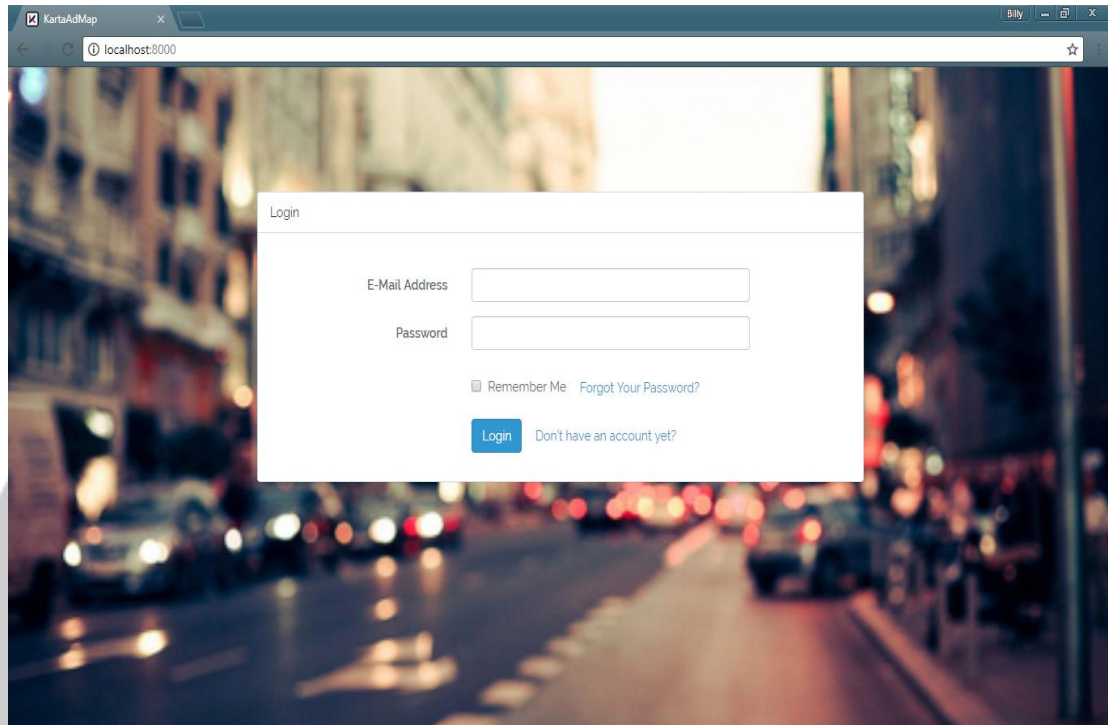 KartaAdMap
Billy
localhost:8000
Login
E-Mail Address
Password
Remember Me Forgot Your Password?
Login Don't have an account yet?